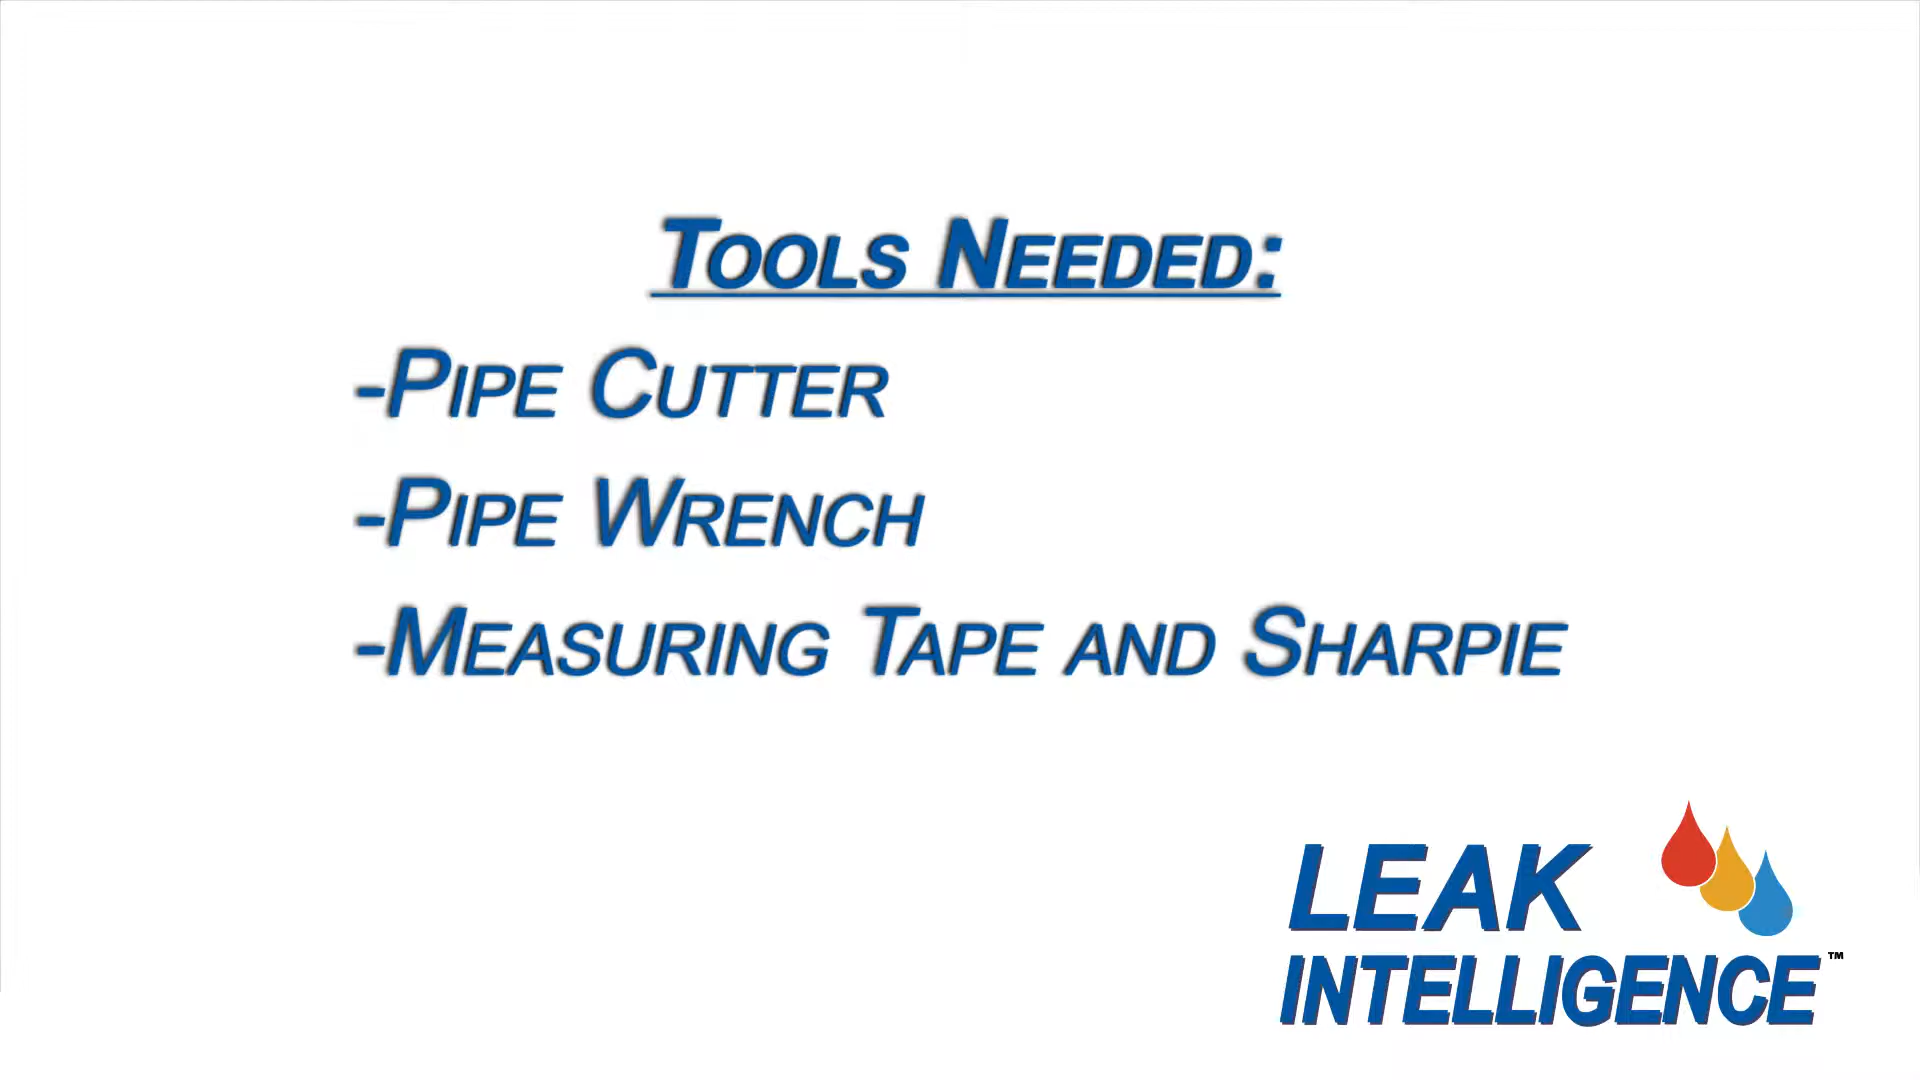 Tools Needed:
-Pipe Cutter
-Pipe Wrench
-Measuring Tape and Sharpie
LEAK
INTELLIGENCE™